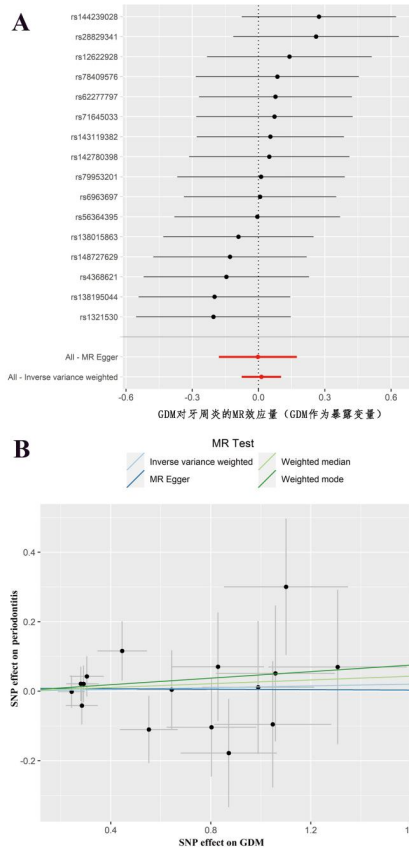 A
rs144239028
rs28829341
rs12622928
rs78409576
rs62277797
rs71645033
rs143119382
rs142780398
rs79953201
rs6963697
rs56364395
rs138015863
rs148727629
rs4368621
rs138195044
rs1321530
All - MR Egger
All - Inverse variance weighted
-0.6 -0.3 0.0 0.3 0.6
GDM对牙周炎的MR效应量（GDM作为暴露变量）
B
MR Test
Inverse variance weighted Weighted median
MR Egger Weighted mode
SNP effect on periodontitis
0.4
0.2
0.0
-0.2
0.4 0.8 1.2
SNP effect on GDM